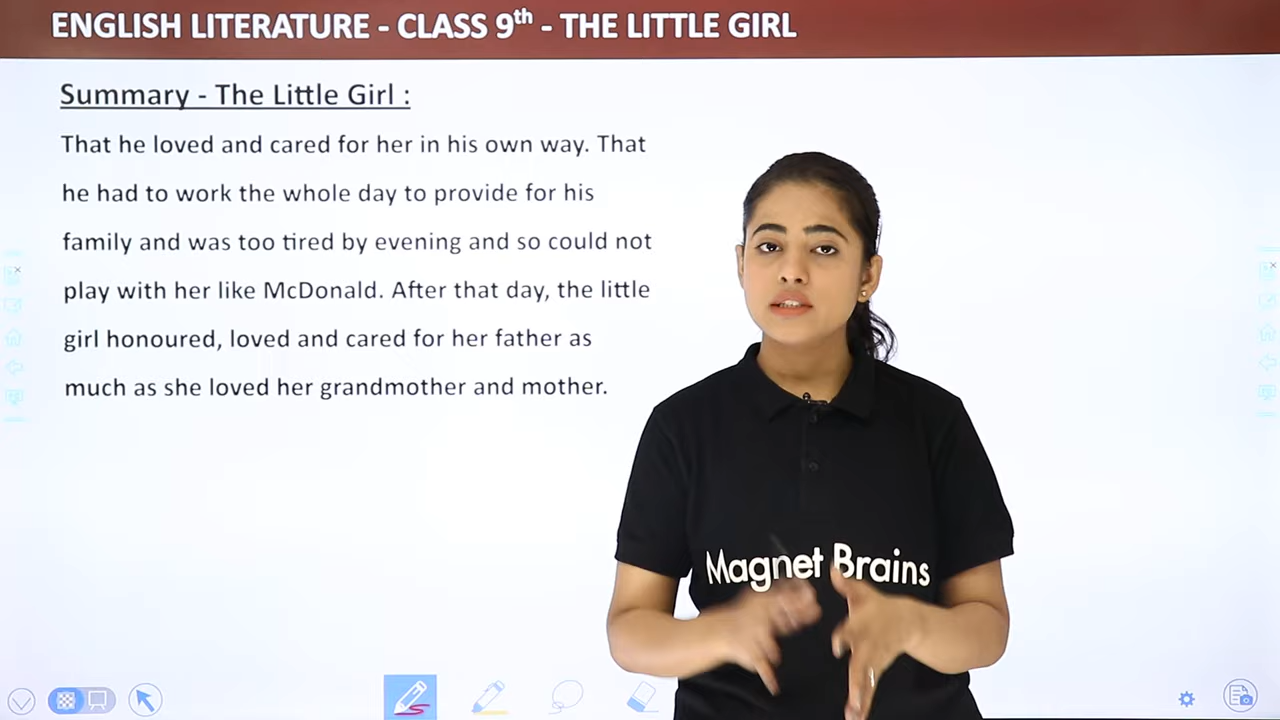 ENGLISH LITERATURE - CLASS 9th - THE LITTLE GIRL
Summary - The Little Girl :
That he loved and cared for her in his own way. That
he had to work the whole day to provide for his
family and was too tired by evening and so could not
play with her like McDonald. After that day, the little
girl honoured, loved and cared for her father as
much as she loved her grandmother and mother.
Magnet Brains